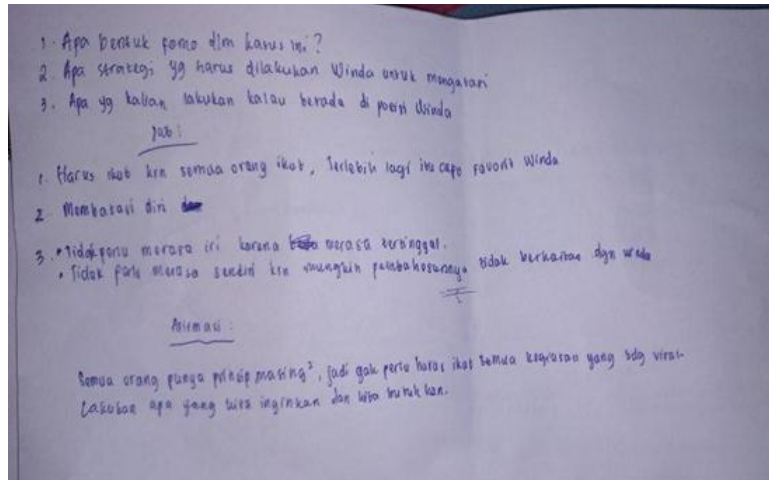 1. Apa bentuk fomo dlm kasus ini?
2. Apa strategi yg harus dilakukan Winda untuk mengatasi
3. Apa yg kalian lakukan kalau berada di posisi Winda
Jwb :
1. Harus ikut krn semua orang ikut, terlebih lagi itu cafe favorit Winda
2. Membatasi diri
3. • Tidak perlu merasa iri karena merasa tertinggal.
• Tidak perlu merasa sendiri krn mungkin pembahasannya tidak berkaitan dgn winda
Afirmasi :
Semua orang punya prinsip masing², jadi gak perlu harus ikut semua kegiatan yang sdg viral.
Lakukan apa yang kita inginkan dan kita butuhkan.